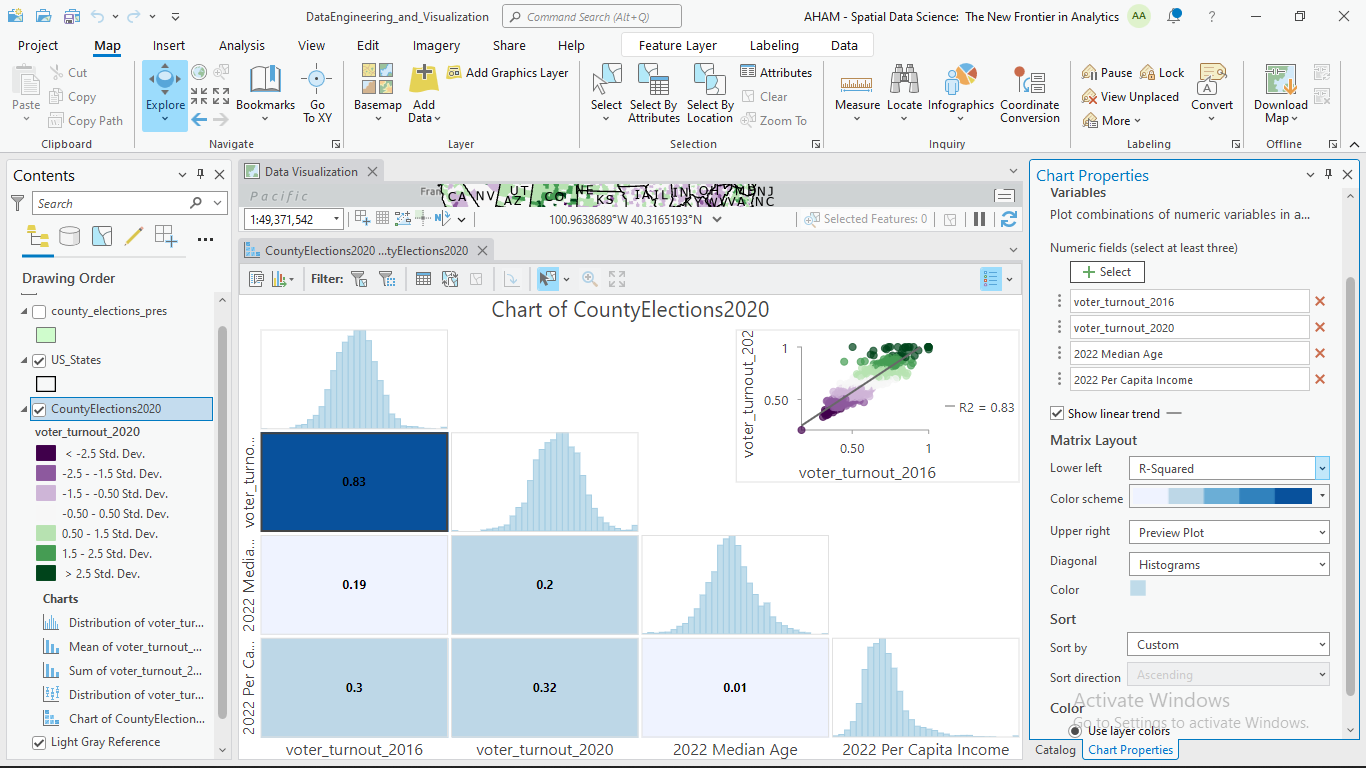 DataEngineering_and_Visualization
Command Search (Alt+Q)
AHAM - Spatial Data Science: The New Frontier in Analytics
AA
?
Project
Map
Insert
Analysis
View
Edit
Imagery
Share
Help
Feature Layer
Labeling
Data
Paste
Cut
Copy
Copy Path
Clipboard
Explore
Bookmarks
Go To XY
Navigate
Basemap
Add Data
Add Graphics Layer
Layer
Select
Select By Attributes
Select By Location
Attributes
Clear
Zoom To
Selection
Measure
Locate
Infographics
Coordinate Conversion
Inquiry
Pause
Lock
View Unplaced
More
Convert
Labeling
Download Map
Offline
Contents
Search
Drawing Order
county_elections_pres
US_States
CountyElections2020
voter_turnout_2020
< -2.5 Std. Dev.
-2.5 - -1.5 Std. Dev.
-1.5 - -0.50 Std. Dev.
-0.50 - 0.50 Std. Dev.
0.50 - 1.5 Std. Dev.
1.5 - 2.5 Std. Dev.
> 2.5 Std. Dev.
Charts
Distribution of voter_tur...
Mean of voter_turnout_...
Sum of voter_turnout_2...
Distribution of voter_tur...
Chart of CountyElection...
Light Gray Reference
Data Visualization
Pacific
Fran
CA
NV
UT
AZ
CO
NE
KS
IA
IL
IN
NJ
NC
1:49,371,542
100.9638689°W 40.3165193°N
Selected Features: 0
CountyElections2020 ...tyElections2020
Filter:
Chart of CountyElections2020
voter_turno...
0.83
2022 Media...
0.19
0.2
2022 Per Ca...
0.3
0.32
0.01
voter_turnout_2016
voter_turnout_2020
2022 Median Age
2022 Per Capita Income
voter_turnout_202
1
0.50
0.50
1
voter_turnout_2016
R2 = 0.83
Chart Properties
Variables
Plot combinations of numeric variables in a...
Numeric fields (select at least three)
Select
voter_turnout_2016
voter_turnout_2020
2022 Median Age
2022 Per Capita Income
Show linear trend
Matrix Layout
Lower left
R-Squared
Color scheme
Upper right
Preview Plot
Diagonal
Histograms
Color
Sort
Sort by
Custom
Sort direction
Ascending
Activate Windows
Go to Settings to activate Windows.
Color
Use layer colors
Catalog
Chart Properties